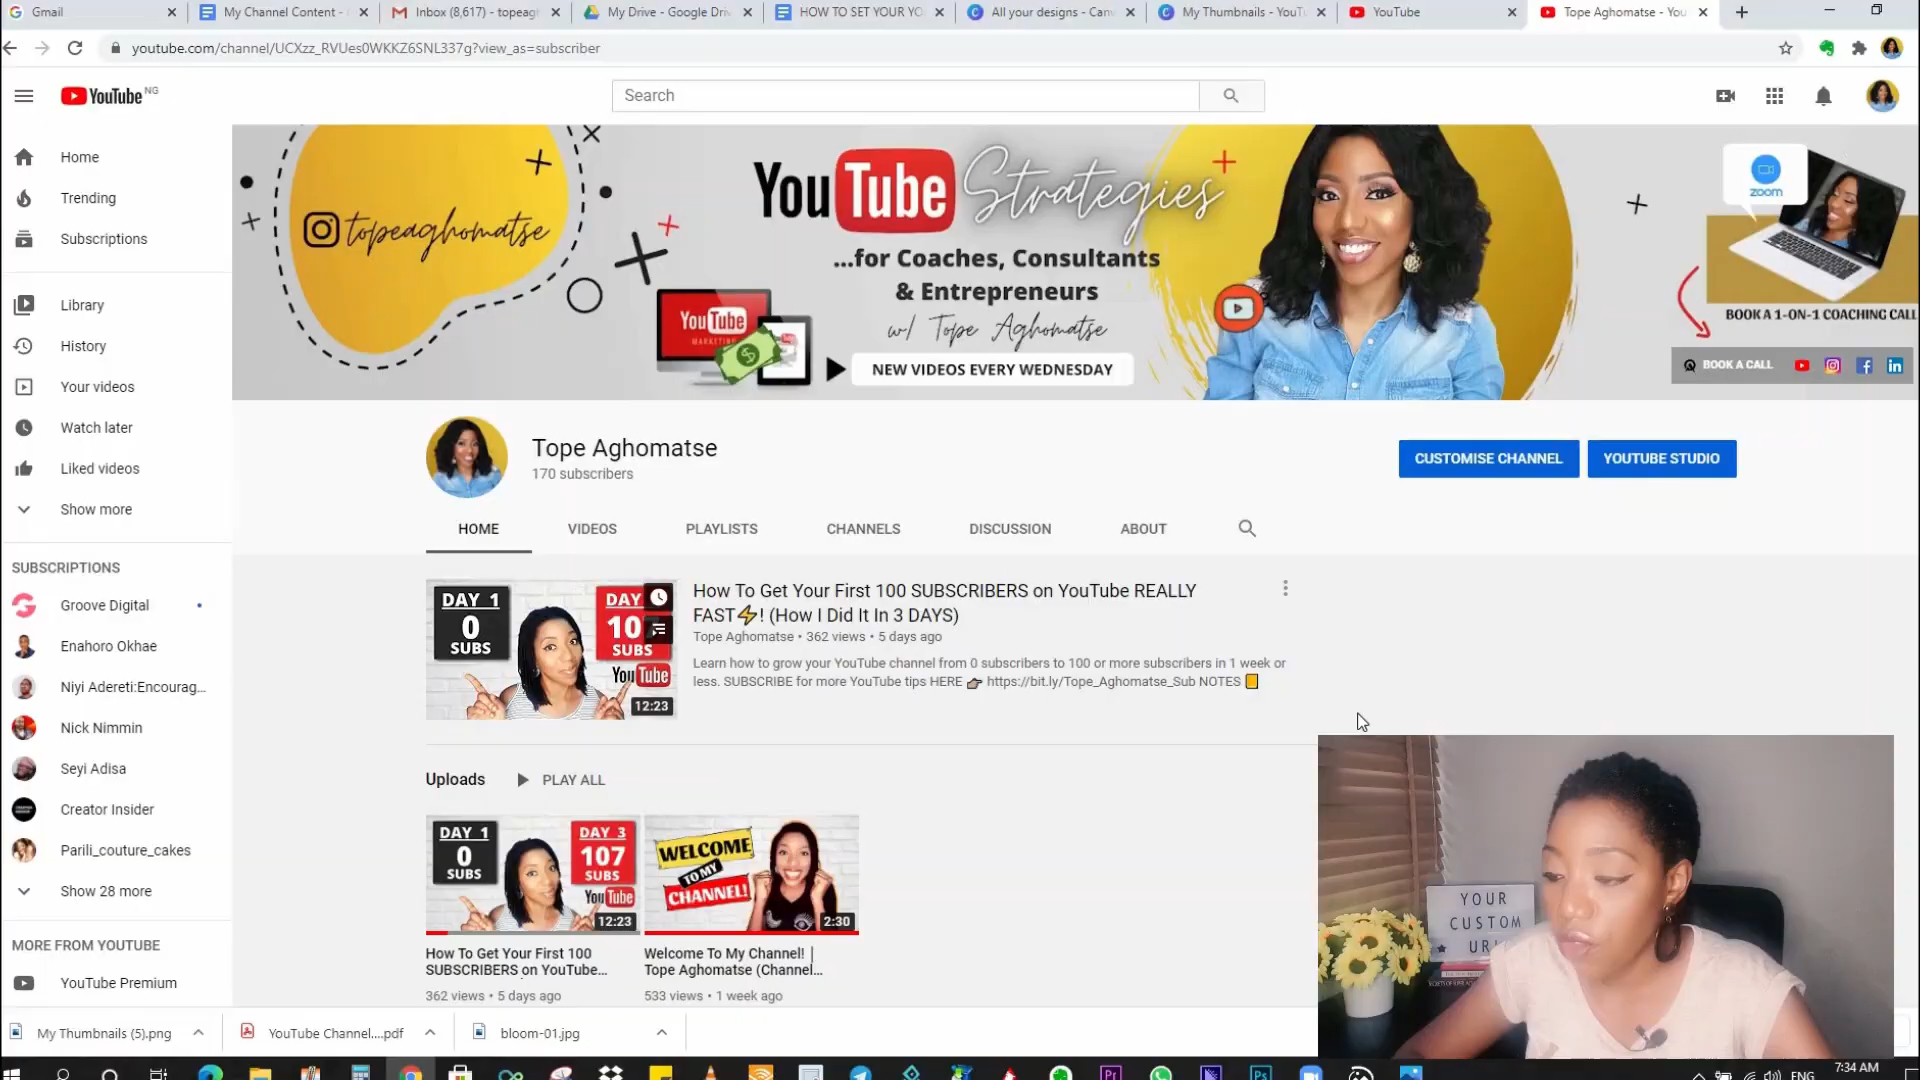 Gmail
My Channel Content -
Inbox (8,617) - topeag
My Drive - Google Dri
HOW TO SET YOUR YO
All your designs - Can
My Thumbnails - YouT
YouTube
Tope Aghomatse - You
youtube.com/channel/UCXzz_RVUes0WKKZ6SNL337g?view_as=subscriber
YouTube NG
Search
Home
Trending
Subscriptions
Library
History
Your videos
Watch later
Liked videos
Show more
SUBSCRIPTIONS
Groove Digital
Enahoro Okhae
Niyi Adereti:Encourag...
Nick Nimmin
Seyi Adisa
Creator Insider
Parili_couture_cakes
Show 28 more
MORE FROM YOUTUBE
YouTube Premium
topeaghomatse
YouTube Strategies
...for Coaches, Consultants
& Entrepreneurs
w/ Tope Aghomatse
NEW VIDEOS EVERY WEDNESDAY
YouTube
MARKETING
zoom
BOOK A 1-ON-1 COACHING CALL
BOOK A CALL
Tope Aghomatse
170 subscribers
CUSTOMISE CHANNEL
YOUTUBE STUDIO
HOME
VIDEOS
PLAYLISTS
CHANNELS
DISCUSSION
ABOUT
DAY 1
0
SUBS
DAY
10
SUBS
YouTube
12:23
How To Get Your First 100 SUBSCRIBERS on YouTube REALLY
FAST⚡! (How I Did It In 3 DAYS)
Tope Aghomatse • 362 views • 5 days ago
Learn how to grow your YouTube channel from 0 subscribers to 100 or more subscribers in 1 week or
less. SUBSCRIBE for more YouTube tips HERE 👉 https://bit.ly/Tope_Aghomatse_Sub NOTES 📒
Uploads
PLAY ALL
DAY 1
0
SUBS
DAY 3
107
SUBS
YouTube
12:23
How To Get Your First 100
SUBSCRIBERS on YouTube...
362 views • 5 days ago
WELCOME
TO MY
CHANNEL!
2:30
Welcome To My Channel! |
Tope Aghomatse (Channel...
533 views • 1 week ago
YOUR
CUSTOM
URL
My Thumbnails (5).png
YouTube Channel....pdf
bloom-01.jpg
ENG
7:34 AM